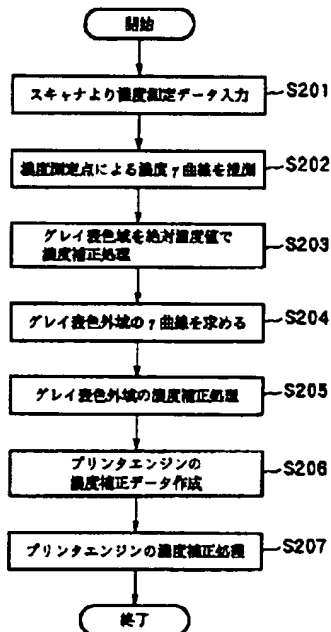 開始
スキャナより濃度測定データ入力
S201
濃度測定点による濃度γ曲線を推測
S202
グレイ表色域を絶対濃度値で
濃度補正処理
S203
グレイ表色外域のγ曲線を求める
S204
グレイ表色外域の濃度補正処理
S205
プリンタエンジンの
濃度補正データ作成
S206
プリンタエンジンの濃度補正処理
S207
終了